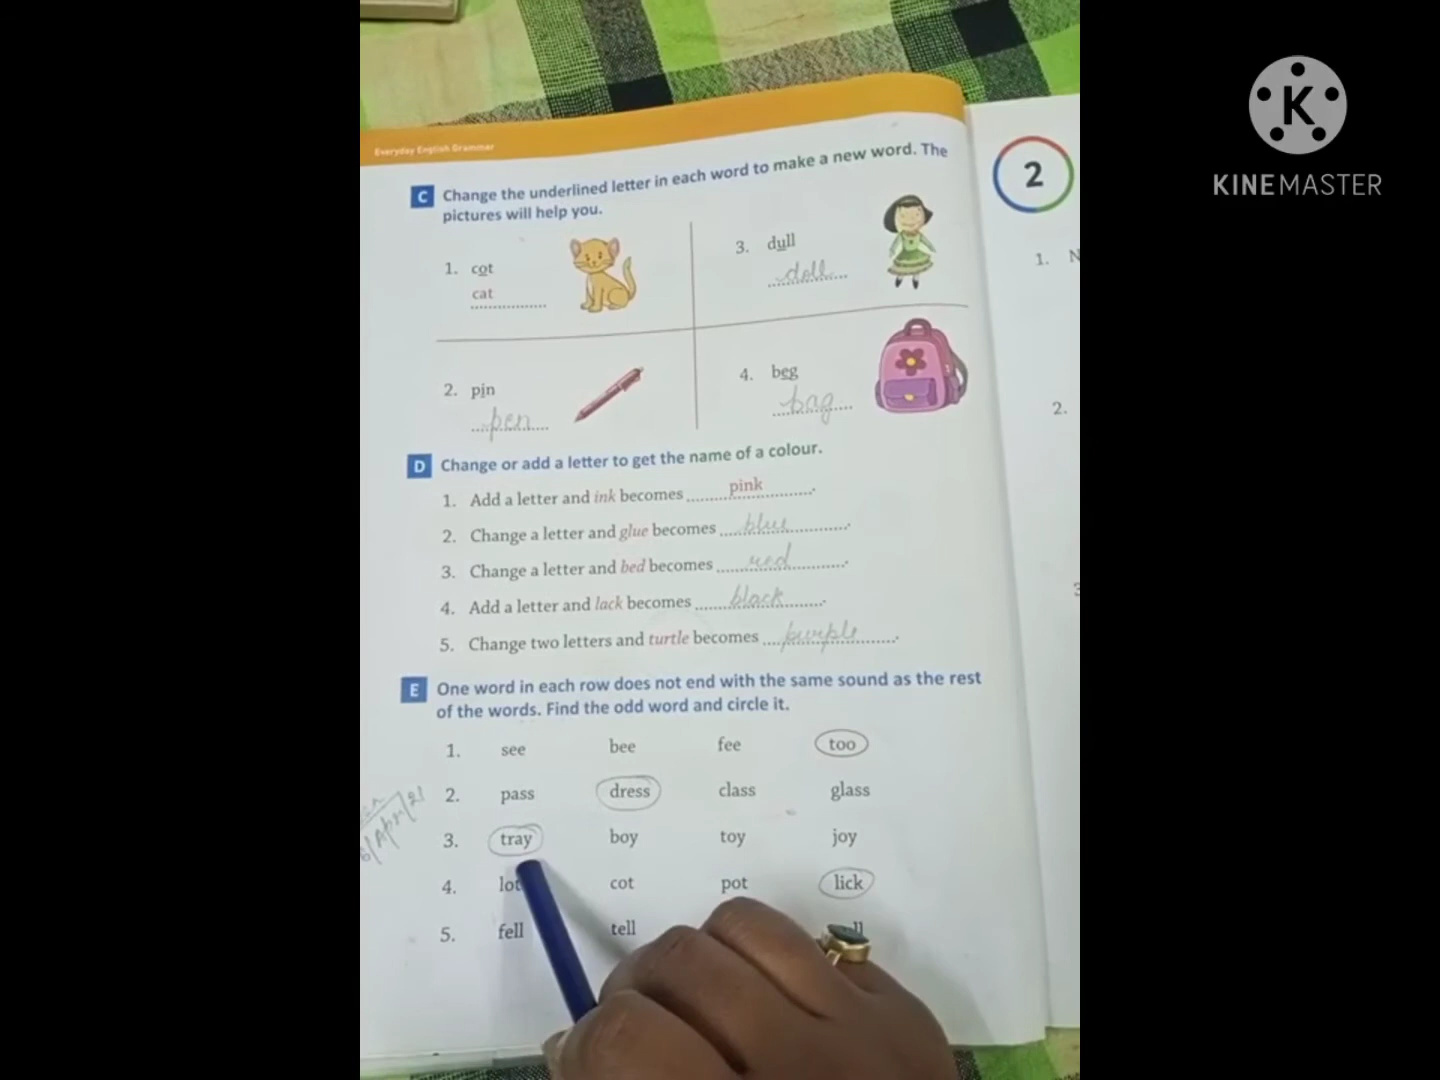 KINEMASTER
Everyday English Grammar
C Change the underlined letter in each word to make a new word. The
pictures will help you.
1. cot
cat
3. dull
doll
2. pin
pen
4. beg
bag
D Change or add a letter to get the name of a colour.
1. Add a letter and ink becomes pink.
2. Change a letter and glue becomes blue.
3. Change a letter and bed becomes red.
4. Add a letter and lack becomes black.
5. Change two letters and turtle becomes purple.
E One word in each row does not end with the same sound as the rest
of the words. Find the odd word and circle it.
1. see bee fee too
2. pass dress class glass
3. tray boy toy joy
4. lot cot pot lick
5. fell tell
2
1. N
2.
3